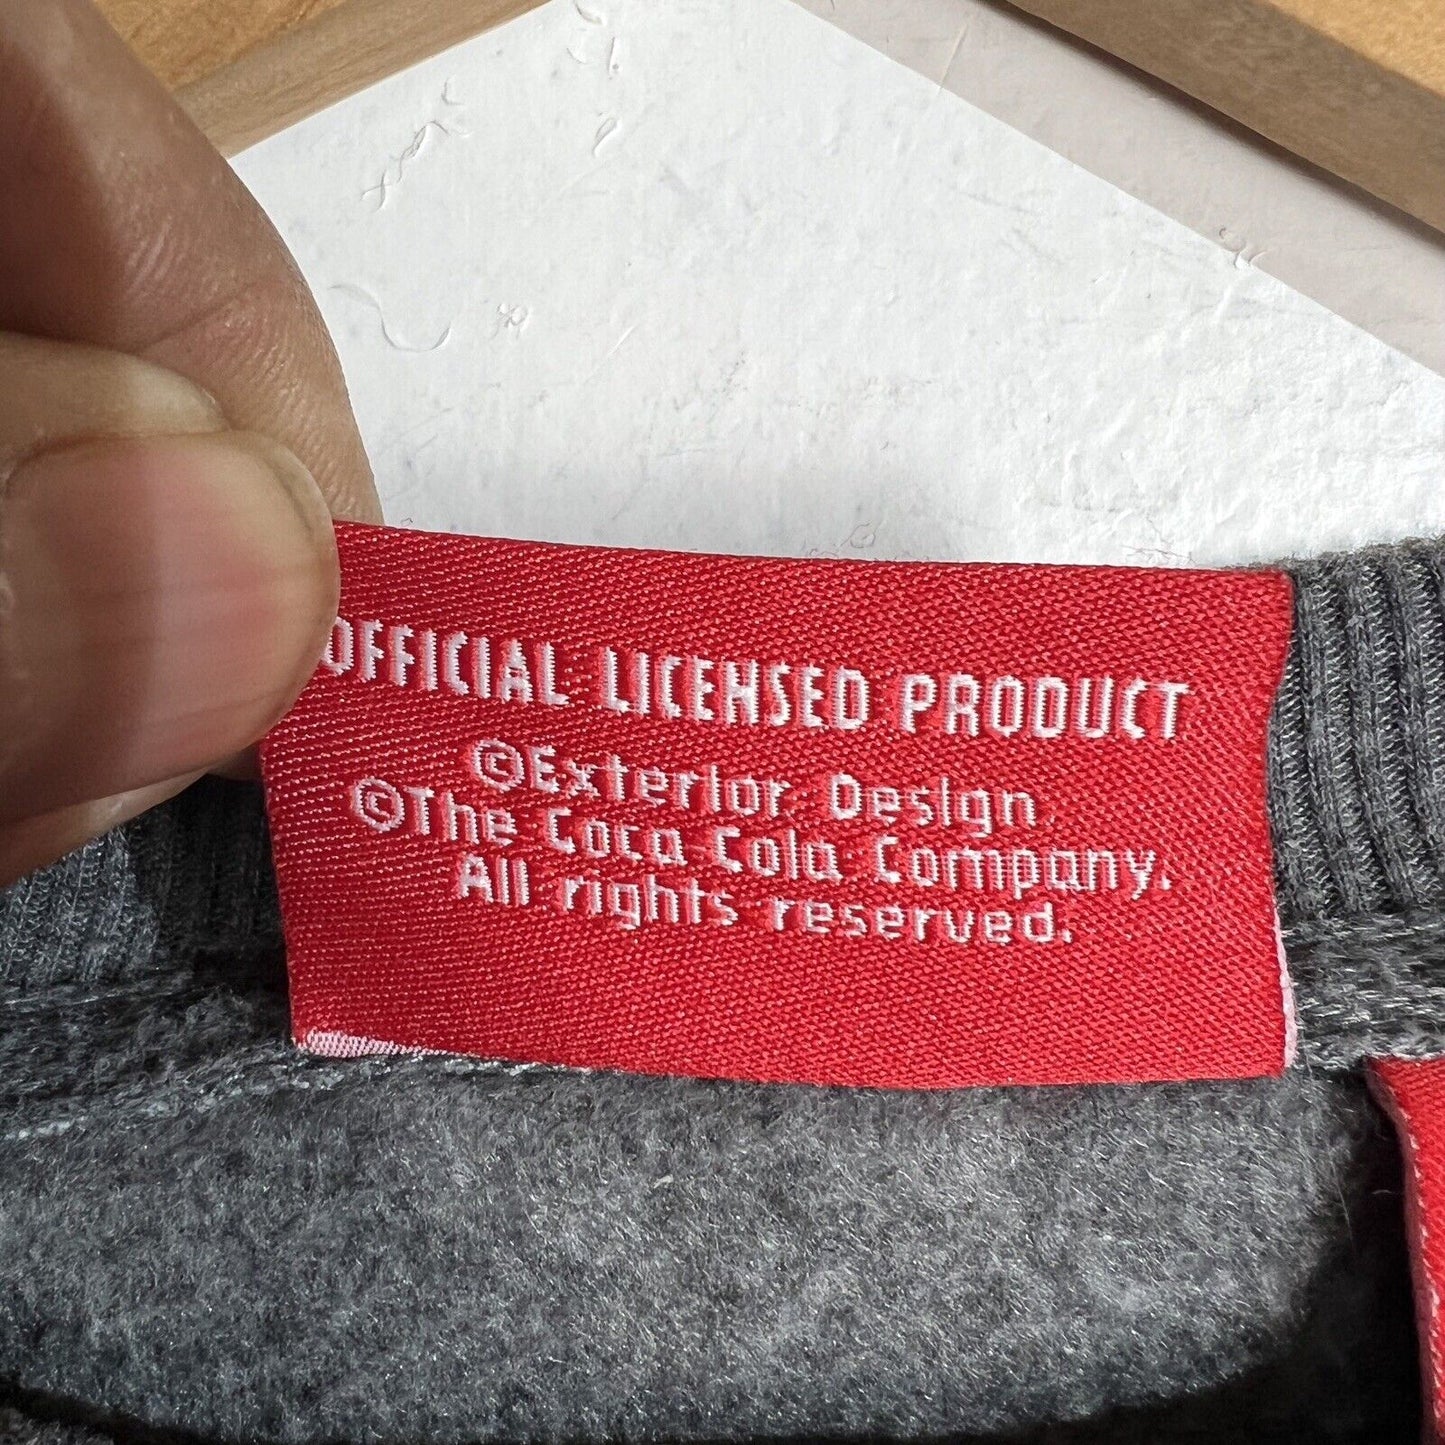 OFFICIAL LICENSED PRODUCT
©Exterior Design
©The Coca Cola Company.
All rights reserved.